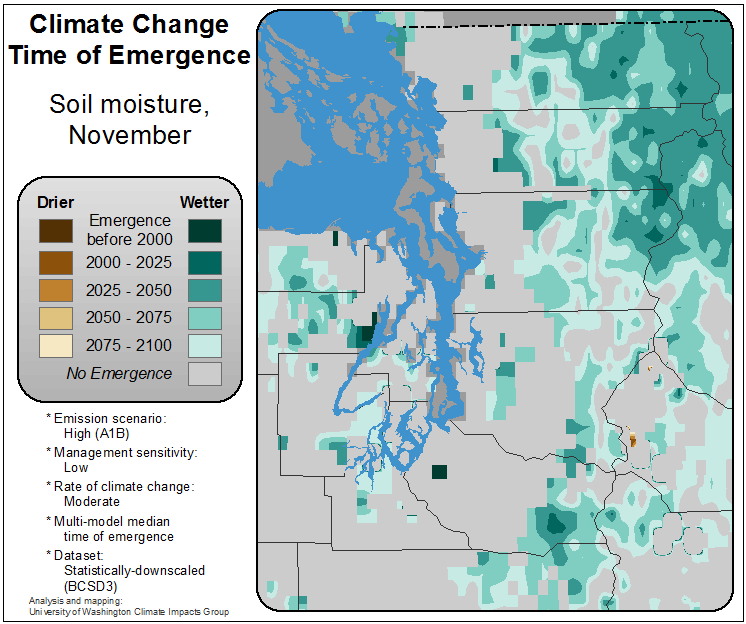 Climate Change
Time of Emergence
Soil moisture,
November
Drier Wetter
Emergence
before 2000
2000 - 2025
2025 - 2050
2050 - 2075
2075 - 2100
No Emergence
* Emission scenario:
High (A1B)
* Management sensitivity:
Low
* Rate of climate change:
Moderate
* Multi-model median
time of emergence
* Dataset:
Statistically-downscaled
(BCSD3)
Analysis and mapping:
University of Washington Climate Impacts Group